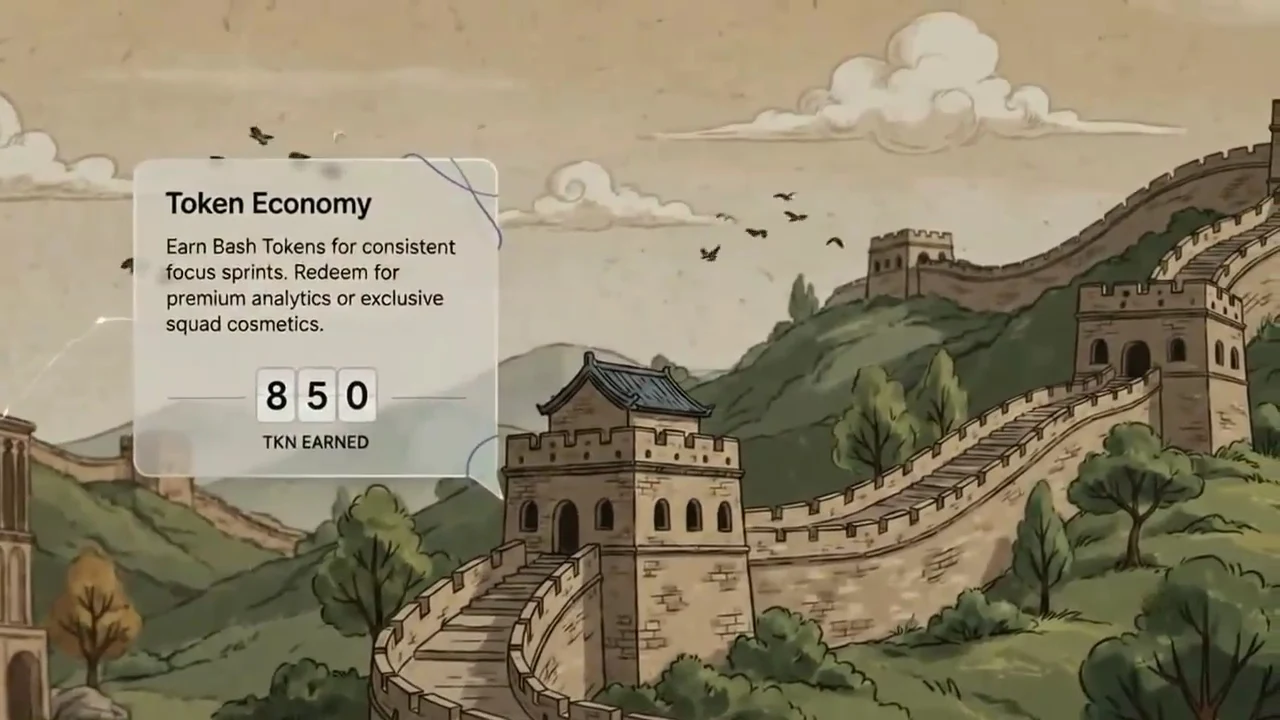 Token Economy
Earn Bash Tokens for consistent
focus sprints. Redeem for
premium analytics or exclusive
squad cosmetics.
850
TKN EARNED